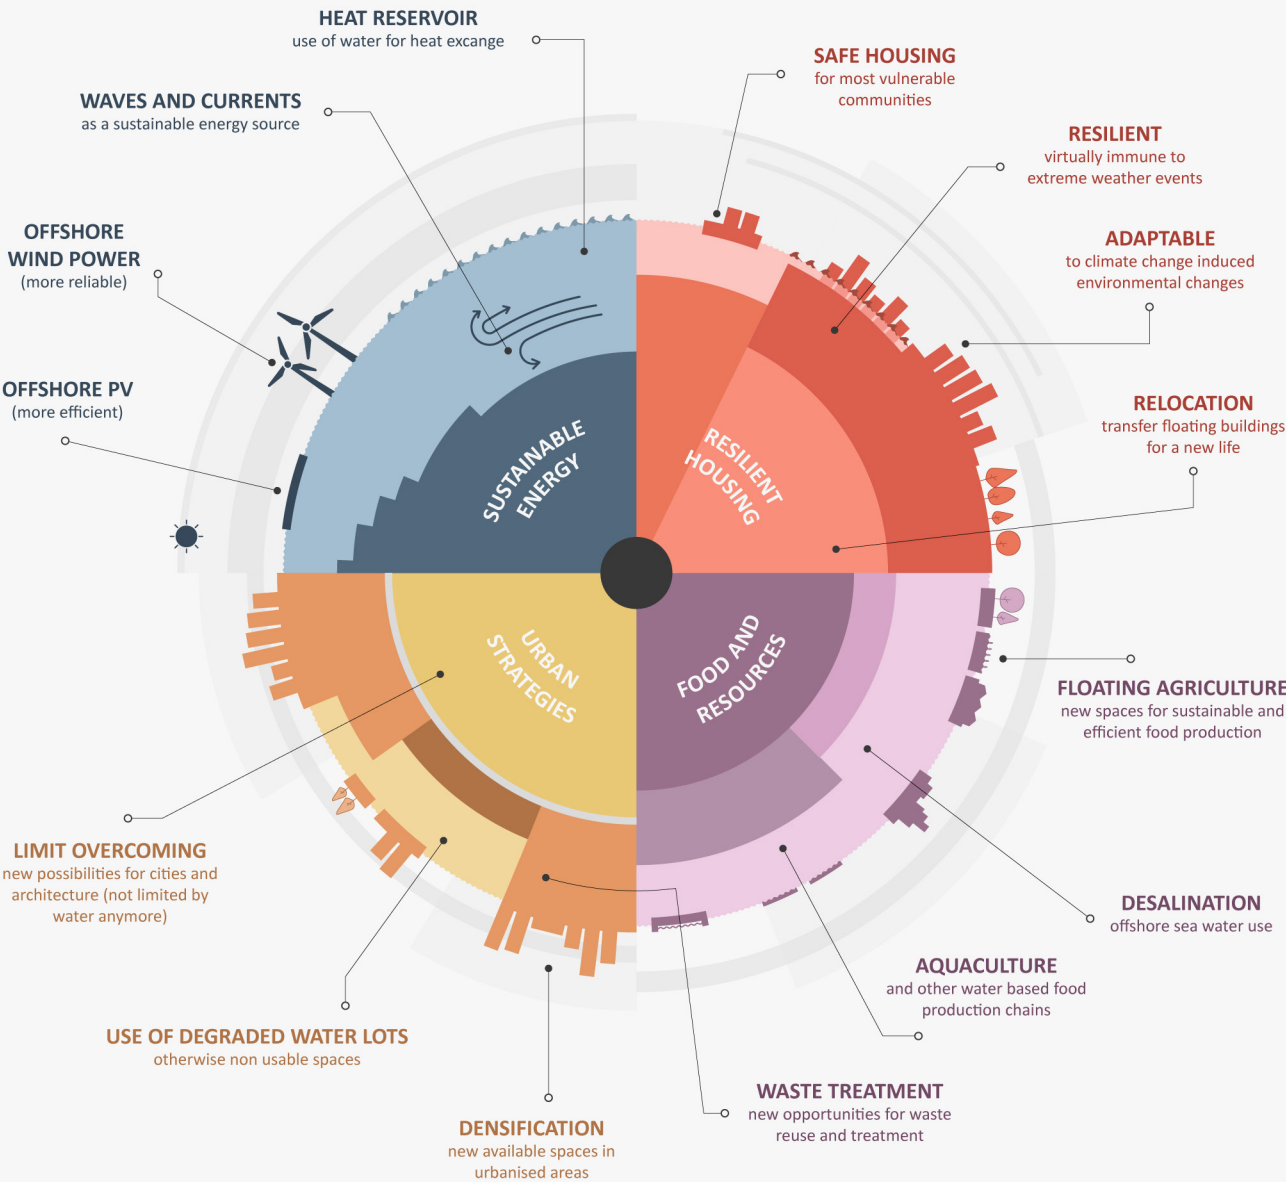 HEAT RESERVOIR
use of water for heat excange
WAVES AND CURRENTS
as a sustainable energy source
OFFSHORE
WIND POWER
(more reliable)
OFFSHORE PV
(more efficient)
SAFE HOUSING
for most vulnerable
communities
RESILIENT
virtually immune to
extreme weather events
ADAPTABLE
to climate change induced
environmental changes
RELOCATION
transfer floating buildings
for a new life
SUSTAINABLE
ENERGY
RESILIENT
HOUSING
URBAN
STRATEGIES
FOOD AND
RESOURCES
FLOATING AGRICULTURE
new spaces for sustainable and
efficient food production
DESALINATION
offshore sea water use
AQUACULTURE
and other water based food
production chains
WASTE TREATMENT
new opportunities for waste
reuse and treatment
LIMIT OVERCOMING
new possibilities for cities and
architecture (not limited by
water anymore)
USE OF DEGRADED WATER LOTS
otherwise non usable spaces
DENSIFICATION
new available spaces in
urbanised areas